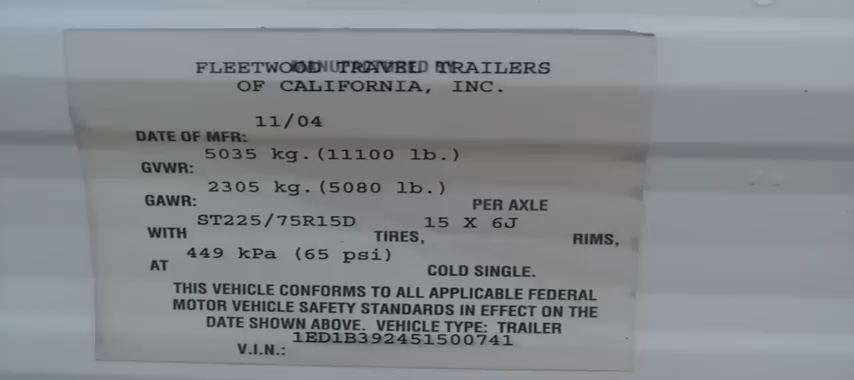 MANUFACTURED BY
FLEETWOOD TRAVEL TRAILERS
OF CALIFORNIA, INC.
11/04
DATE OF MFR:
5035 kg.(11100 lb.)
GVWR:
2305 kg.(5080 lb.)
GAWR: PER AXLE
ST225/75R15D 15 X 6J
WITH TIRES, RIMS,
449 kPa (65 psi)
AT COLD SINGLE.
THIS VEHICLE CONFORMS TO ALL APPLICABLE FEDERAL
MOTOR VEHICLE SAFETY STANDARDS IN EFFECT ON THE
DATE SHOWN ABOVE. VEHICLE TYPE: TRAILER
1ED1B392451500741
V.I.N.: